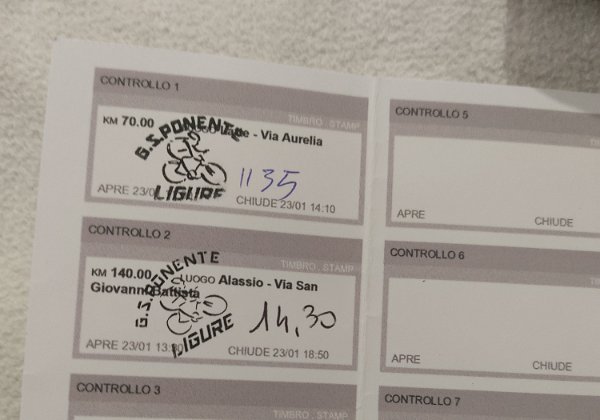 CONTROLLO 1
TIMBRO . STAMP
KM 70.00 - Via Aurelia
G.S.PONENTE
LIGURE
1135
APRE 23/0
CHIUDE 23/01 14.10
CONTROLLO 2
TIMBRO . STAMP
KM 140.00 LUOGO Alassio - Via San
Giovanni Battista
G.S.PONENTE
LIGURE
14,30
APRE 23/01
CHIUDE 23/01 18:50
CONTROLLO 3
CONTROLLO 5
APRE
CHIUDE
CONTROLLO 6
APRE
CHIUDE
CONTROLLO 7